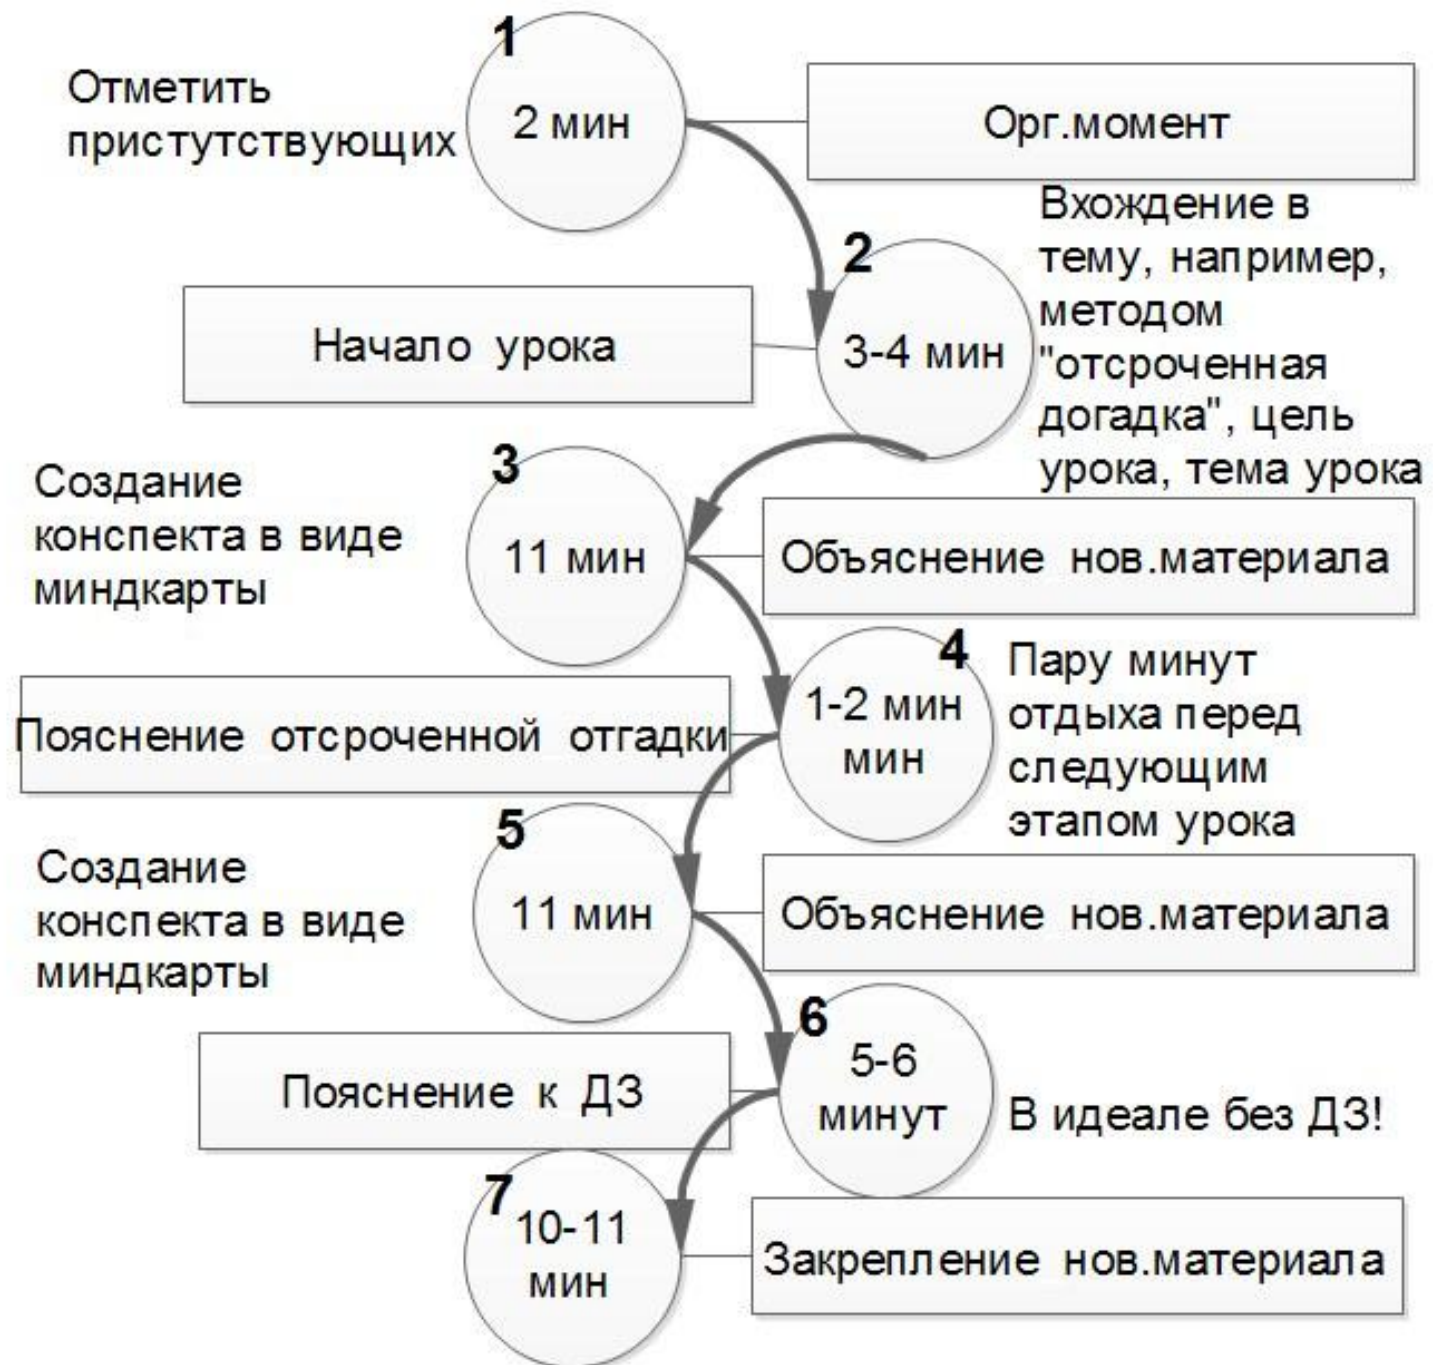 1
Отметить
пристутствующих
2 мин
Орг.момент
Вхождение в
тему, например,
методом
"отсроченная
догадка", цель
урока, тема урока
2
3-4 мин
Начало урока
3
Создание
конспекта в виде
миндкарты
11 мин
Объяснение нов.материала
4
1-2 мин
мин
Пару минут
отдыха перед
следующим
этапом урока
Пояснение отсроченной отгадки
5
Создание
конспекта в виде
миндкарты
11 мин
Объяснение нов.материала
6
5-6
минут
Пояснение к ДЗ
В идеале без ДЗ!
7
10-11
мин
Закрепление нов.материала